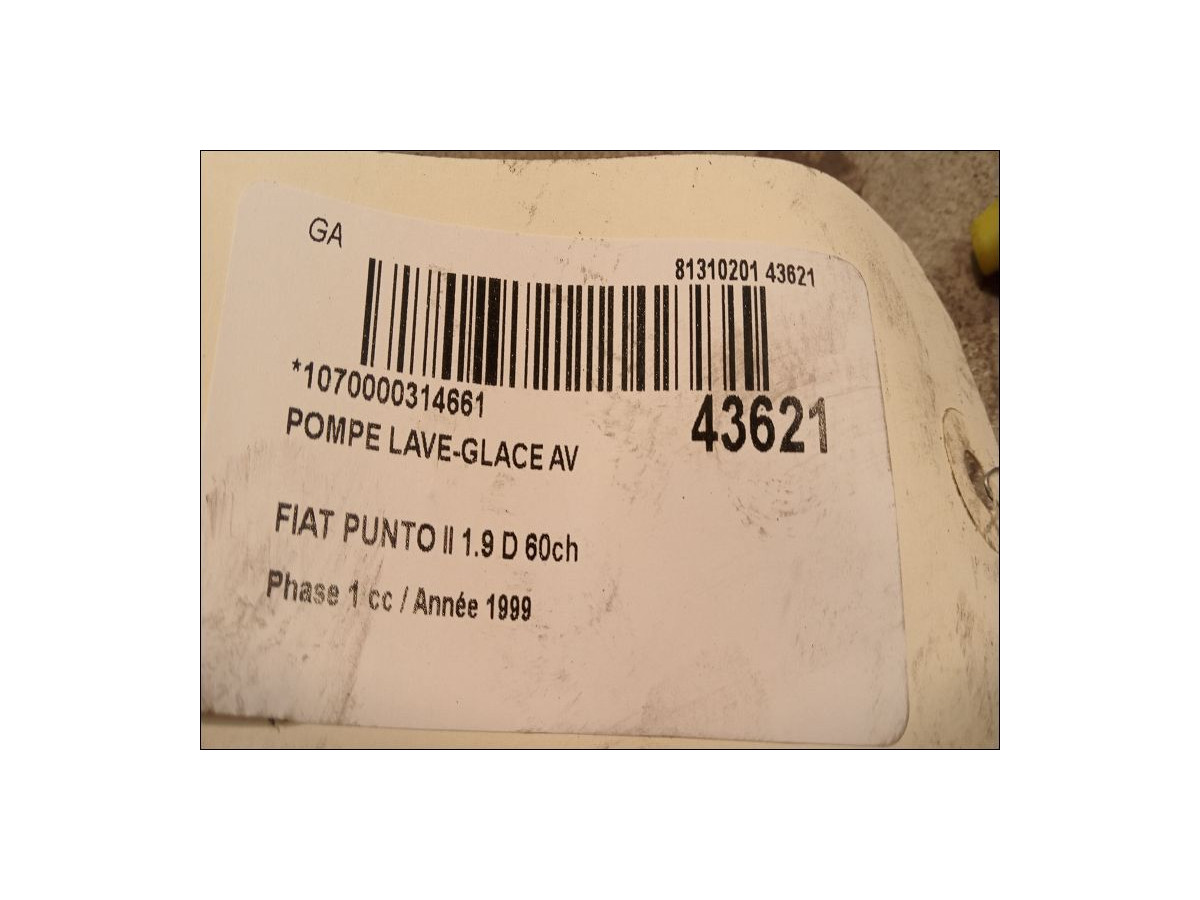 GA
81310201 43621
*1070000314661
43621
POMPE LAVE-GLACE AV
FIAT PUNTO II 1.9 D 60ch
Phase 1 cc / Année 1999